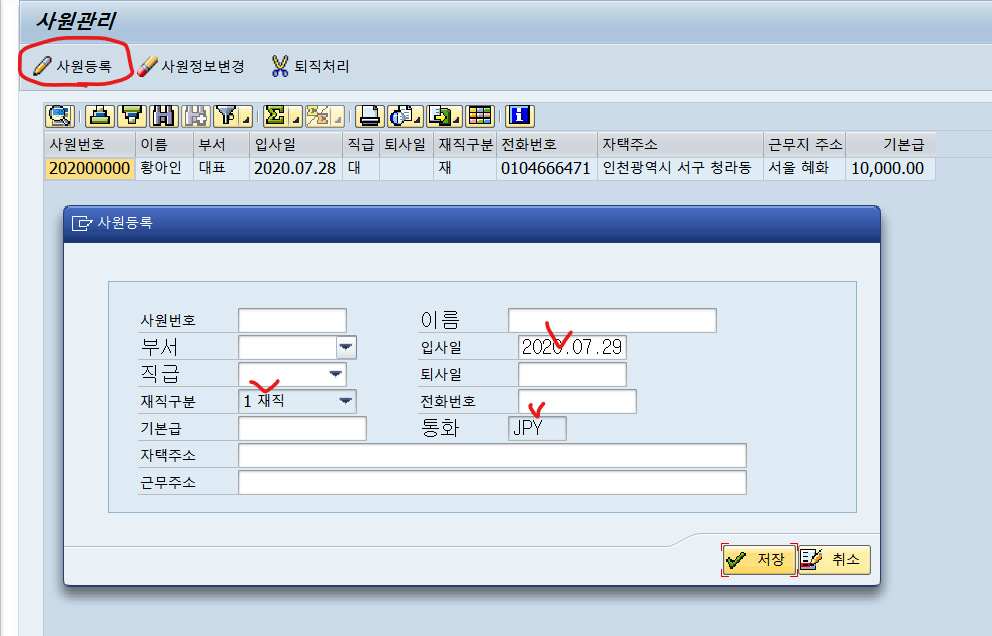 사원관리
사원등록 사원정보변경 퇴직처리
사원번호 이름 부서 입사일 직급 퇴사일 재직구분 전화번호 자택주소 근무지 주소 기본급
202000000 황아인 대표 2020.07.28 대 재 0104666471 인천광역시 서구 청라동 서울 혜화 10,000.00
사원등록
사원번호 이름
부서 입사일 2020.07.29
직급 퇴사일
재직구분 1 재직 전화번호
기본급 통화 JPY
자택주소
근무주소
저장 취소